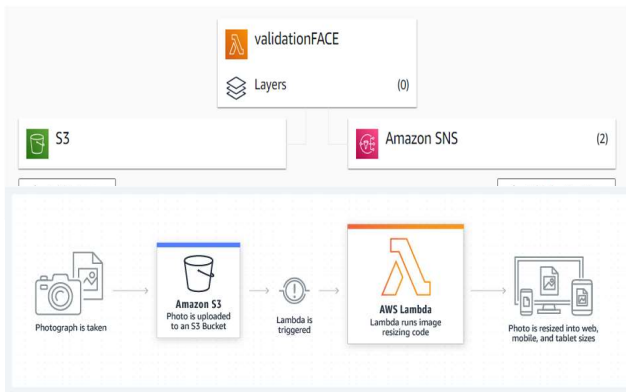 validationFACE
Layers (0)
S3
Amazon SNS (2)
Photograph is taken
Amazon S3
Photo is uploaded
to an S3 Bucket
Lambda is
triggered
AWS Lambda
Lambda runs image
resizing code
Photo is resized into web,
mobile, and tablet sizes